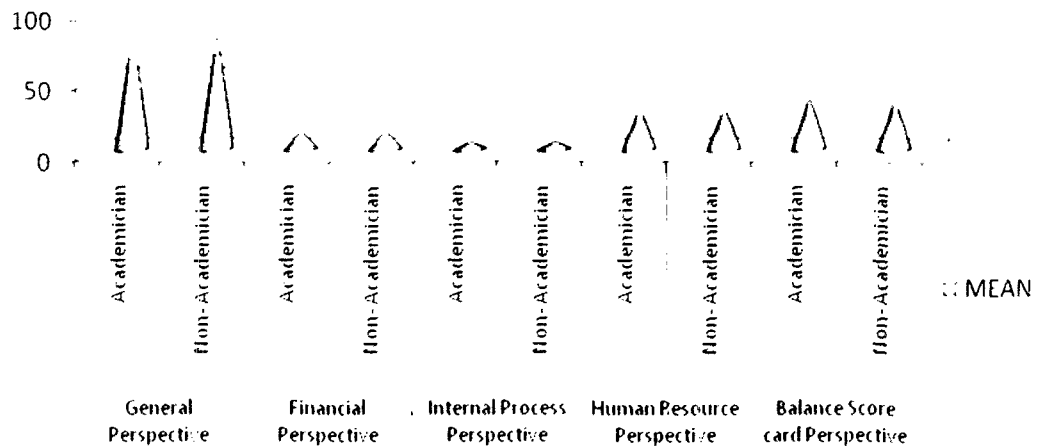 100
50
0
Academician
Non-Academician
Academician
Non-Academician
Academician
Non-Academician
Academician
Non-Academician
Academician
Non-Academician
MEAN
General
Perspective
Financial
Perspective
Internal Process
Perspective
Human Resource
Perspective
Balance Score
card Perspective